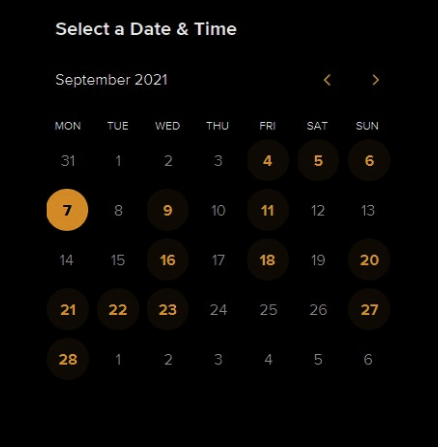 Select a Date & Time
September 2021
MON TUE WED THU FRI SAT SUN
31 1 2 3 4 5 6
7 8 9 10 11 12 13
14 15 16 17 18 19 20
21 22 23 24 25 26 27
28 1 2 3 4 5 6